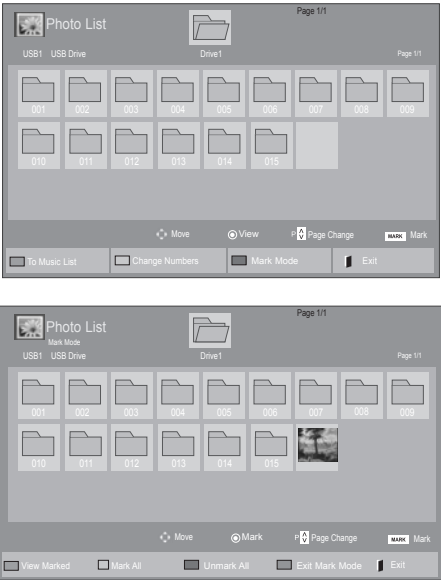 Page 1/1
Photo List
USB1 USB Drive Drive1 Page 1/1
001 002 003 004 005 006 007 008 009
010 011 012 013 014 015
Move View P Page Change MARK Mark
To Music List Change Numbers Mark Mode Exit
Page 1/1
Photo List
Mark Mode
USB1 USB Drive Drive1 Page 1/1
001 002 003 004 005 006 007 008 009
010 011 012 013 014 015
Move Mark P Page Change MARK Mark
View Marked Mark All Unmark All Exit Mark Mode Exit